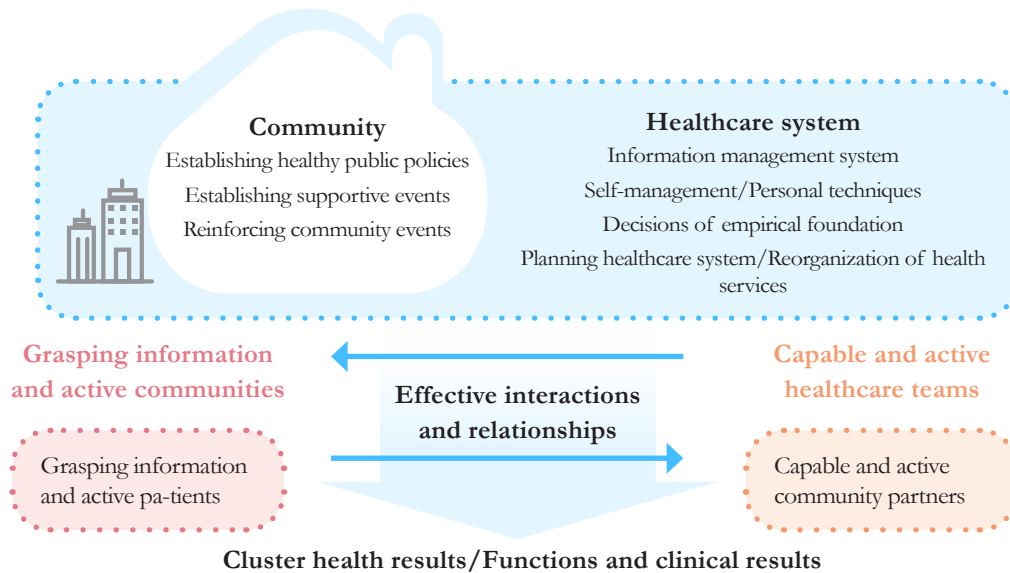 Community
Establishing healthy public policies
Establishing supportive events
Reinforcing community events
Healthcare system
Information management system
Self-management/Personal techniques
Decisions of empirical foundation
Planning healthcare system/Reorganization of health
services
Grasping information
and active communities
Grasping information
and active pa-tients
Effective interactions
and relationships
Capable and active
healthcare teams
Capable and active
community partners
Cluster health results/Functions and clinical results